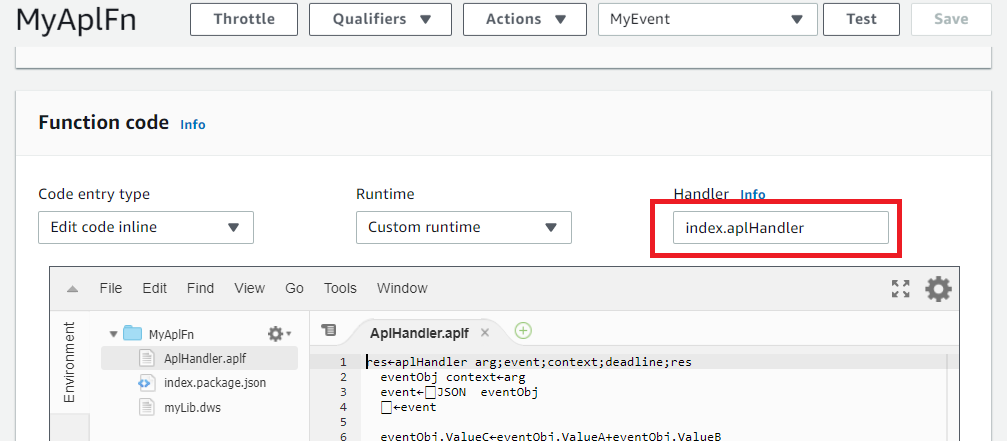 MyAplFn Throttle Qualifiers Actions MyEvent Test Save
Function code Info
Code entry type Runtime Handler Info
Edit code inline Custom runtime index.aplHandler
File Edit Find View Go Tools Window
Environment
MyAplFn
AplHandler.aplf
index.package.json
myLib.dws
AplHandler.aplf ×
1 res←aplHandler arg;event;context;deadline;res
2 eventObj context←arg
3 event←⎕JSON eventObj
4 ⎕←event
5
6 eventObj.ValueC←eventObj.ValueA+eventObj.ValueB